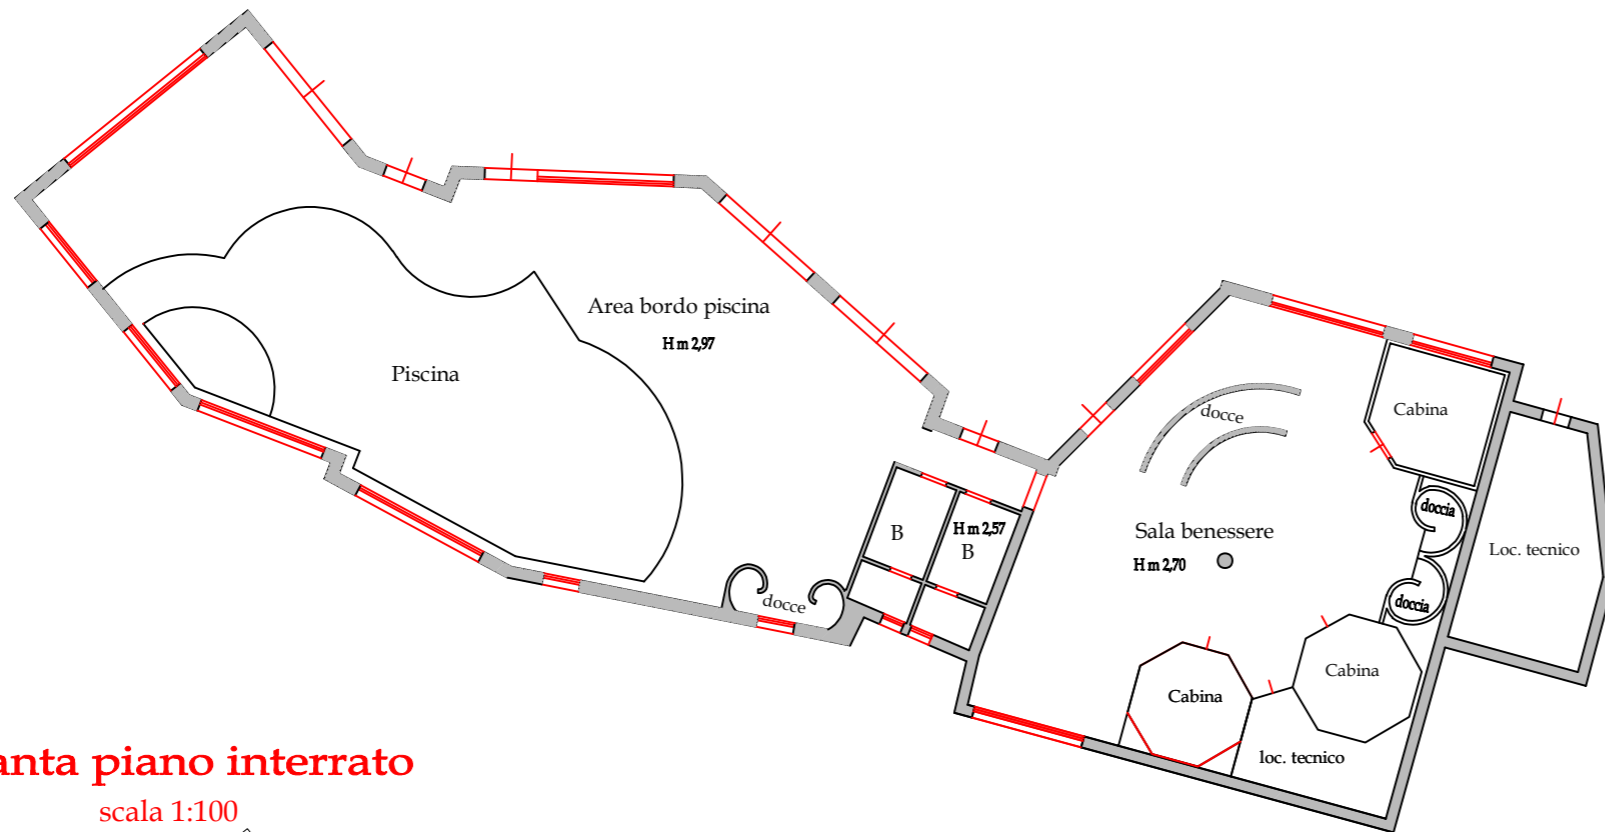 Area bordo piscina
H m 2,97
Piscina
docce
Cabina
doccia
B
H m 2,57
B
Sala benessere
H m 2,70
Loc. tecnico
doccia
docce
Cabina
Cabina
loc. tecnico
anta piano interrato
scala 1:100